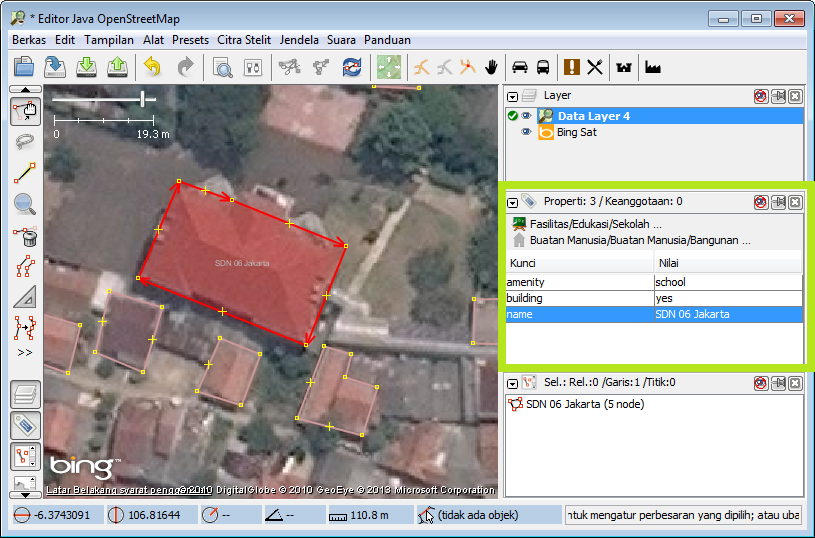 * Editor Java OpenStreetMap
Berkas Edit Tampilan Alat Presets Citra Stelit Jendela Suara Panduan
0 19.3 m
SDN 06 Jakarta
>>
bing™
Latar Belakang syarat penggun © 2010 DigitalGlobe © 2010 GeoEye © 2013 Microsoft Corporation
Layer
Data Layer 4
Bing Sat
Properti: 3 / Keanggotaan: 0
Fasilitas/Edukasi/Sekolah ...
Buatan Manusia/Buatan Manusia/Bangunan ...
Kunci Nilai
amenity school
building yes
name SDN 06 Jakarta
Sel.: Rel.:0 /Garis:1 /Titik:0
SDN 06 Jakarta (5 node)
-6.3743091 106.81644 -- -- 110.8 m (tidak ada objek) ntuk mengatur perbesaran yang dipilih; atau uba